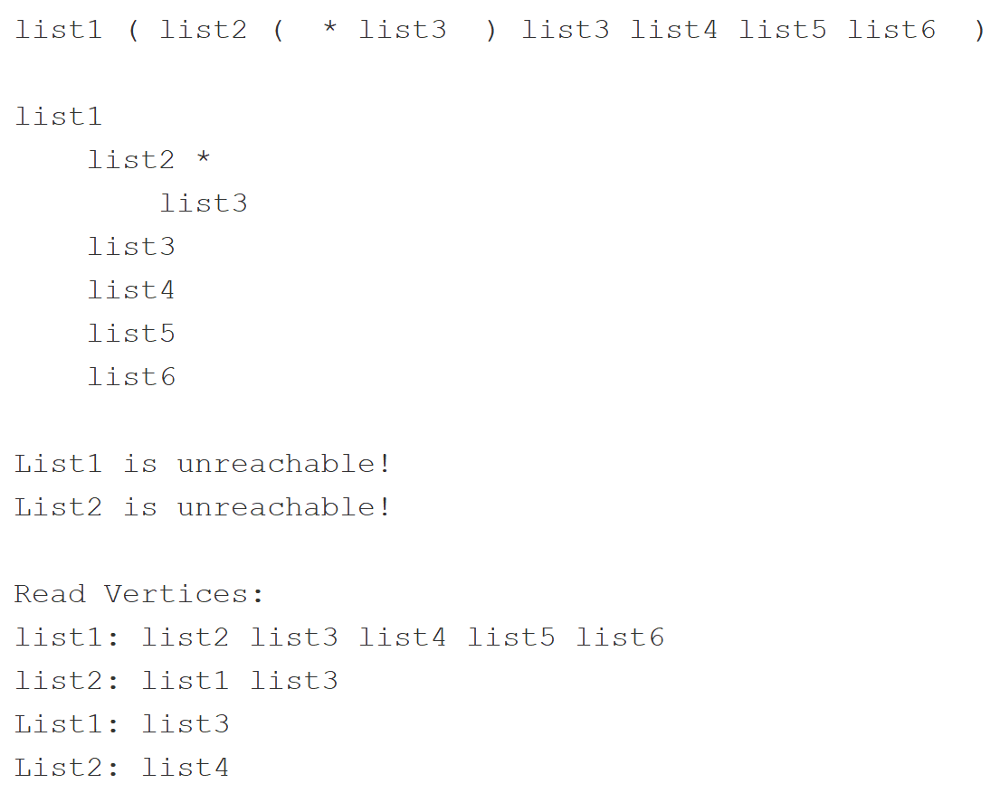 list1 ( list2 (  * list3  ) list3 list4 list5 list6  )
list1
    list2 *
        list3
    list3
    list4
    list5
    list6
List1 is unreachable!
List2 is unreachable!
Read Vertices:
list1: list2 list3 list4 list5 list6
list2: list1 list3
List1: list3
List2: list4